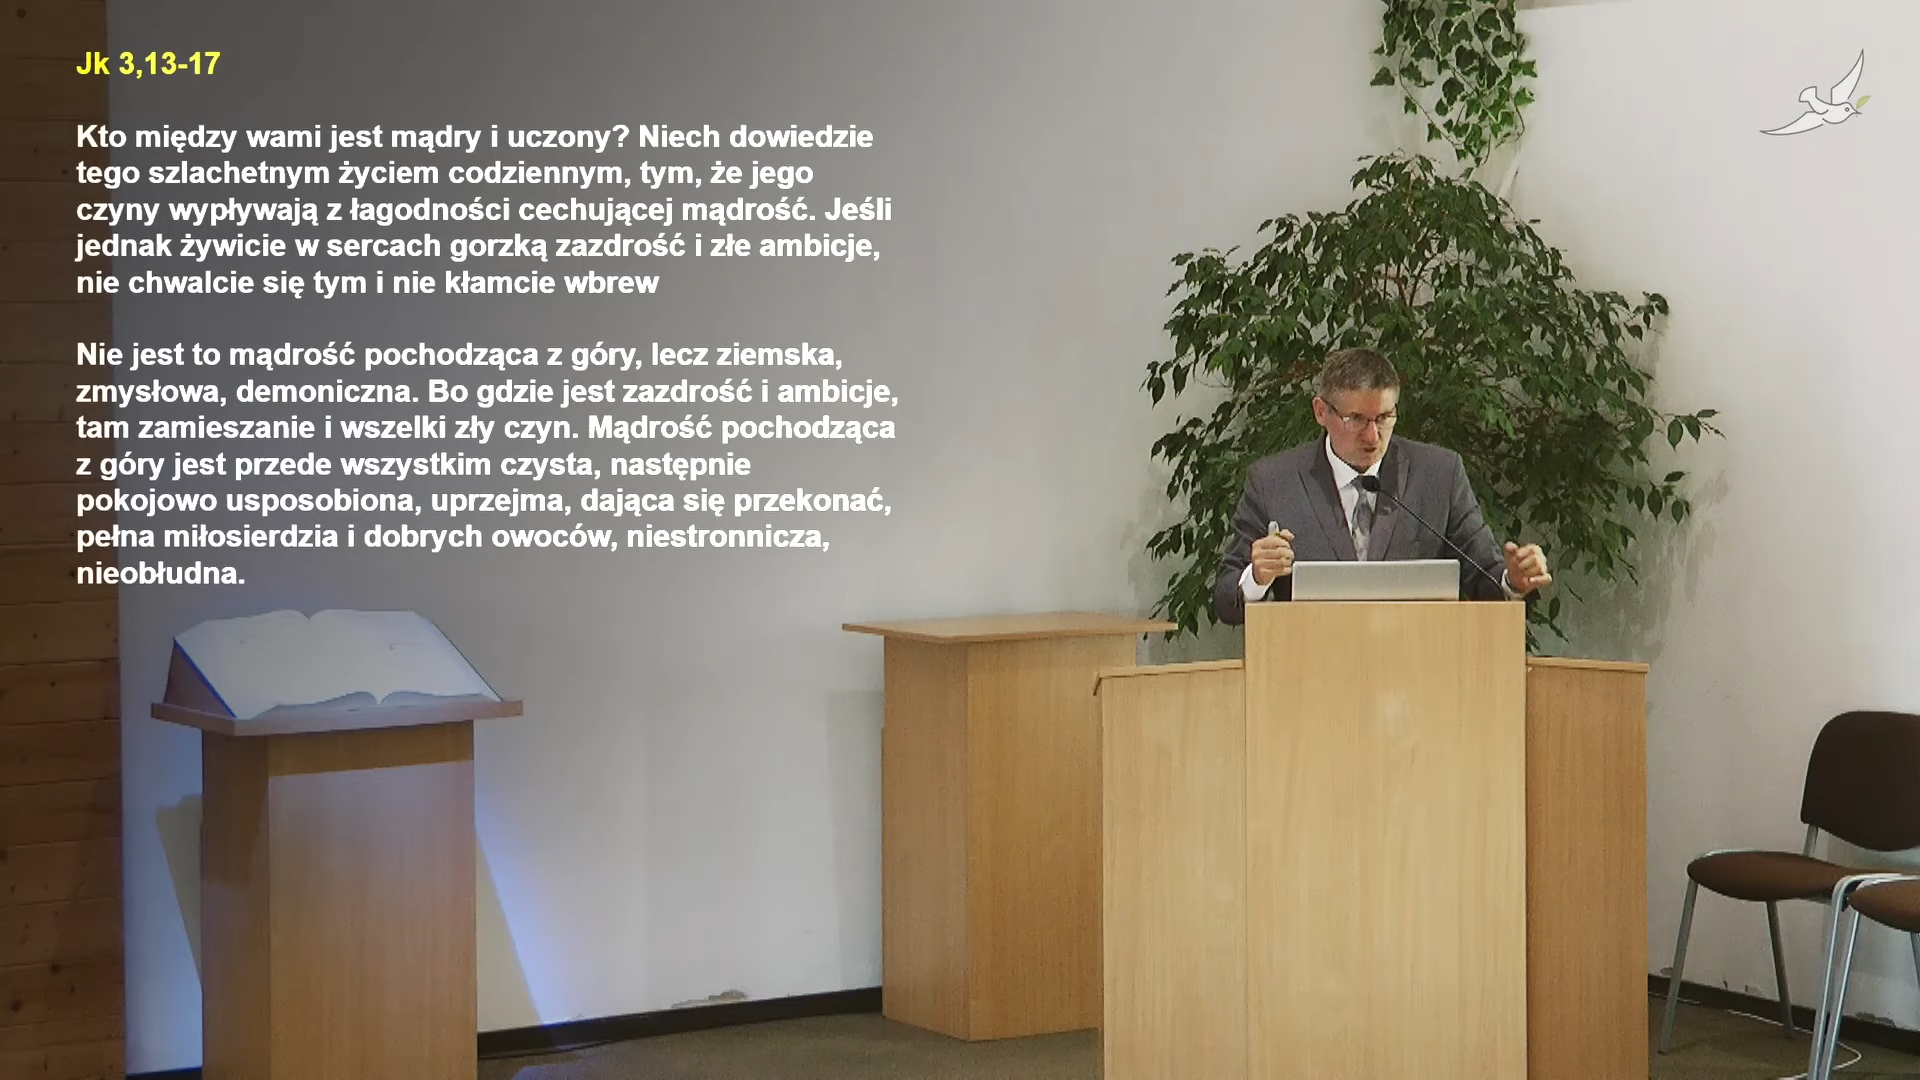 Jk 3,13-17
Kto między wami jest mądry i uczony? Niech dowiedzie
tego szlachetnym życiem codziennym, tym, że jego
czyny wypływają z łagodności cechującej mądrość. Jeśli
jednak żywicie w sercach gorzką zazdrość i złe ambicje,
nie chwalcie się tym i nie kłamcie wbrew
Nie jest to mądrość pochodząca z góry, lecz ziemska,
zmysłowa, demoniczna. Bo gdzie jest zazdrość i ambicje,
tam zamieszanie i wszelki zły czyn. Mądrość pochodząca
z góry jest przede wszystkim czysta, następnie
pokojowo usposobiona, uprzejma, dająca się przekonać,
pełna miłosierdzia i dobrych owoców, niestronnicza,
nieobłudna.